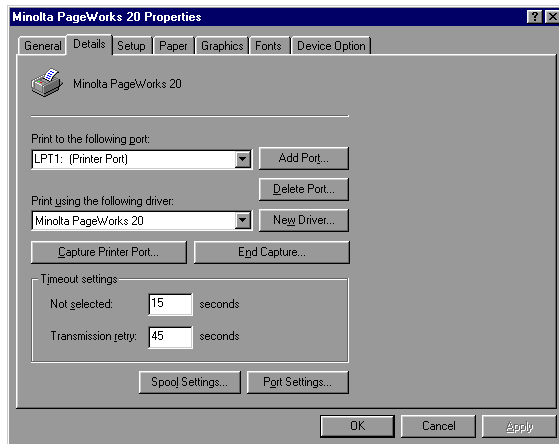 Minolta PageWorks 20 Properties
General Details Setup Paper Graphics Fonts Device Option
Minolta PageWorks 20
Print to the following port:
LPT1: (Printer Port) Add Port...
Delete Port...
Print using the following driver:
Minolta PageWorks 20 New Driver...
Capture Printer Port... End Capture...
Timeout settings
Not selected: 15 seconds
Transmission retry: 45 seconds
Spool Settings... Port Settings...
OK Cancel Apply